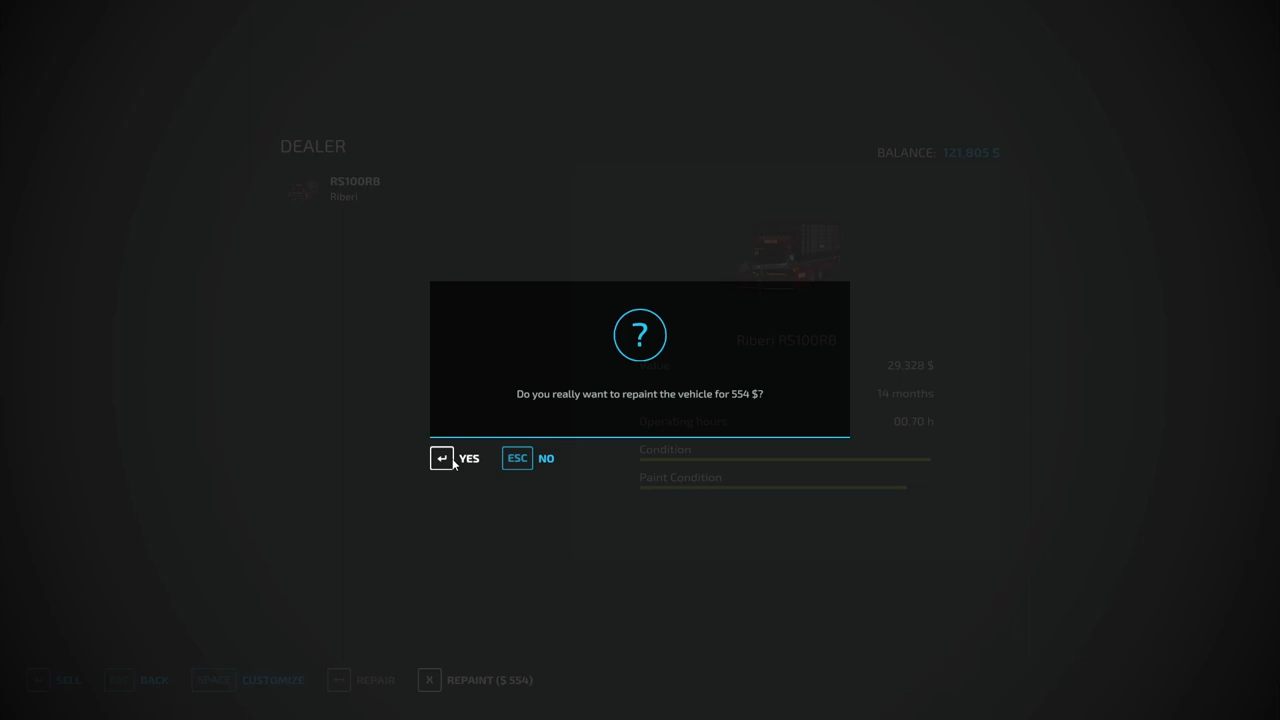 DEALER
BALANCE: 121,805 $
RS100RB
Riberi
?
Riberi RS100RB
Value 29,328 $
14 months
Do you really want to repaint the vehicle for 554 $?
Operating hours 00:70 h
Condition
↵ YES ESC NO
Paint Condition
SELL BACK SPACE CUSTOMIZE REPAIR X REPAINT ($ 554)